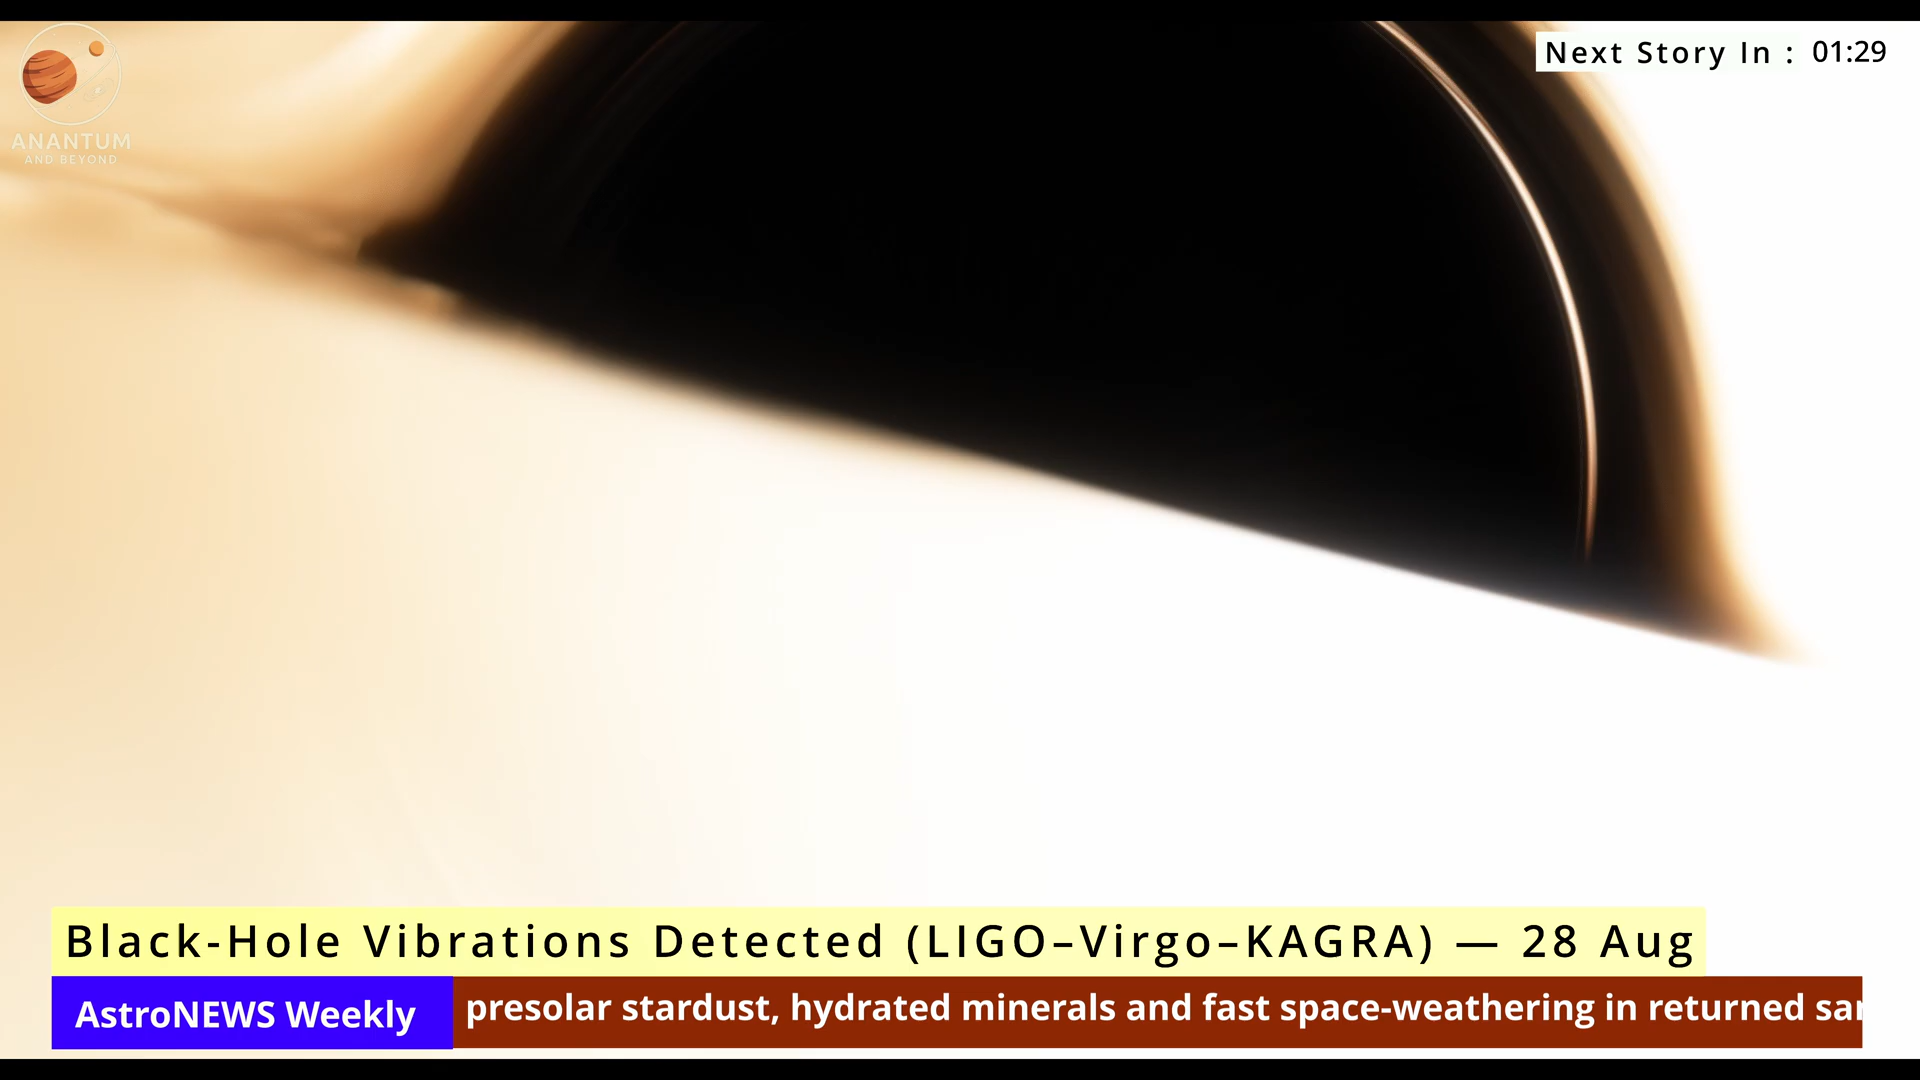 ANANTUM
AND BEYOND
Next Story In : 01:29
Black-Hole Vibrations Detected (LIGO–Virgo–KAGRA) — 28 Aug
AstroNEWS Weekly
presolar stardust, hydrated minerals and fast space-weathering in returned